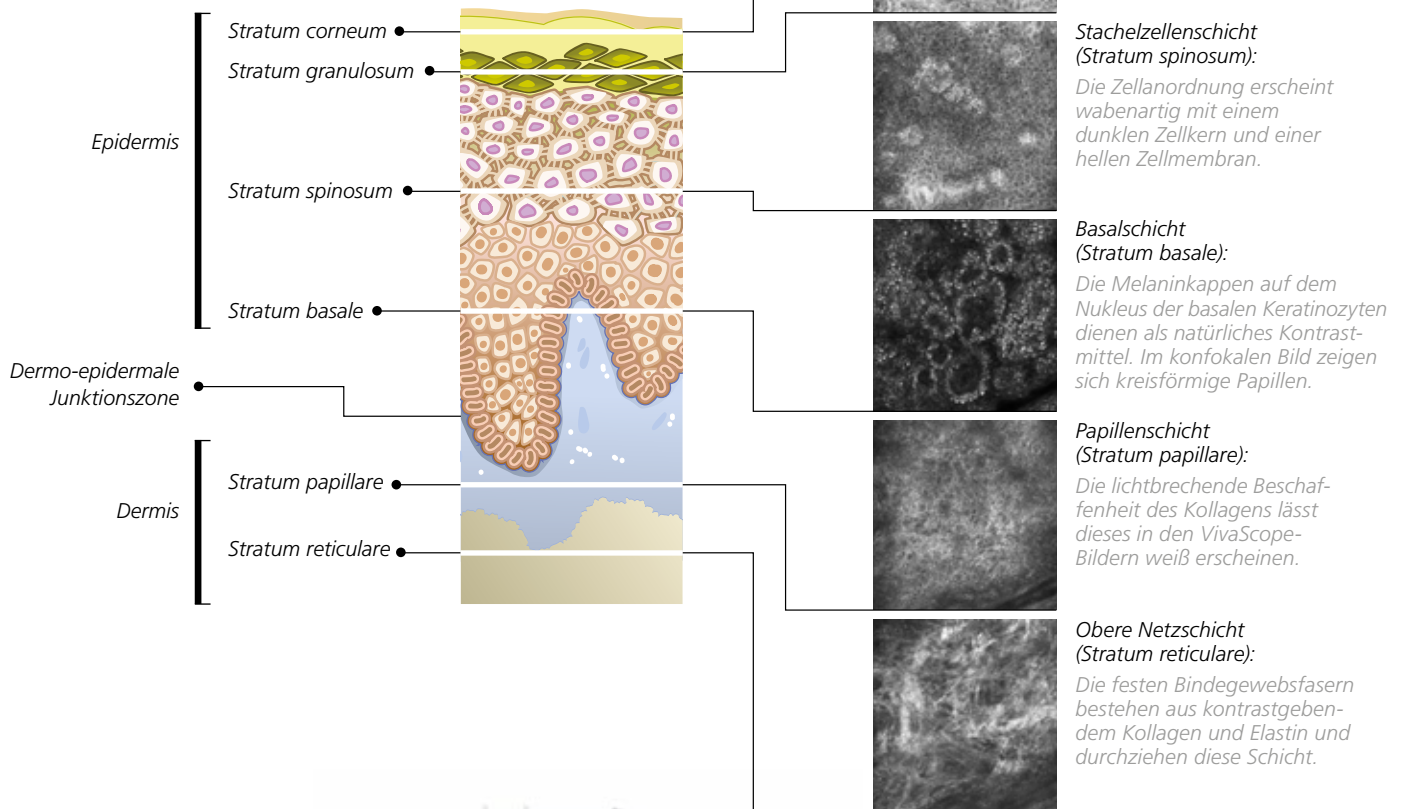 Stratum corneum
Stratum granulosum
Epidermis
Stratum spinosum
Stratum basale
Dermo-epidermale
Junktionszone
Stratum papillare
Dermis
Stratum reticulare
Stachelzellenschicht
(Stratum spinosum):
Die Zellanordnung erscheint
wabenartig mit einem
dunklen Zellkern und einer
hellen Zellmembran.
Basalschicht
(Stratum basale):
Die Melaninkappen auf dem
Nukleus der basalen Keratinozyten
dienen als natürliches Kontrast-
mittel. Im konfokalen Bild zeigen
sich kreisförmige Papillen.
Papillenschicht
(Stratum papillare):
Die lichtbrechende Beschaf-
fenheit des Kollagens lässt
dieses in den VivaScope-
Bildern weiß erscheinen.
Obere Netzschicht
(Stratum reticulare):
Die festen Bindegewebsfasern
bestehen aus kontrastgeben-
dem Kollagen und Elastin und
durchziehen diese Schicht.